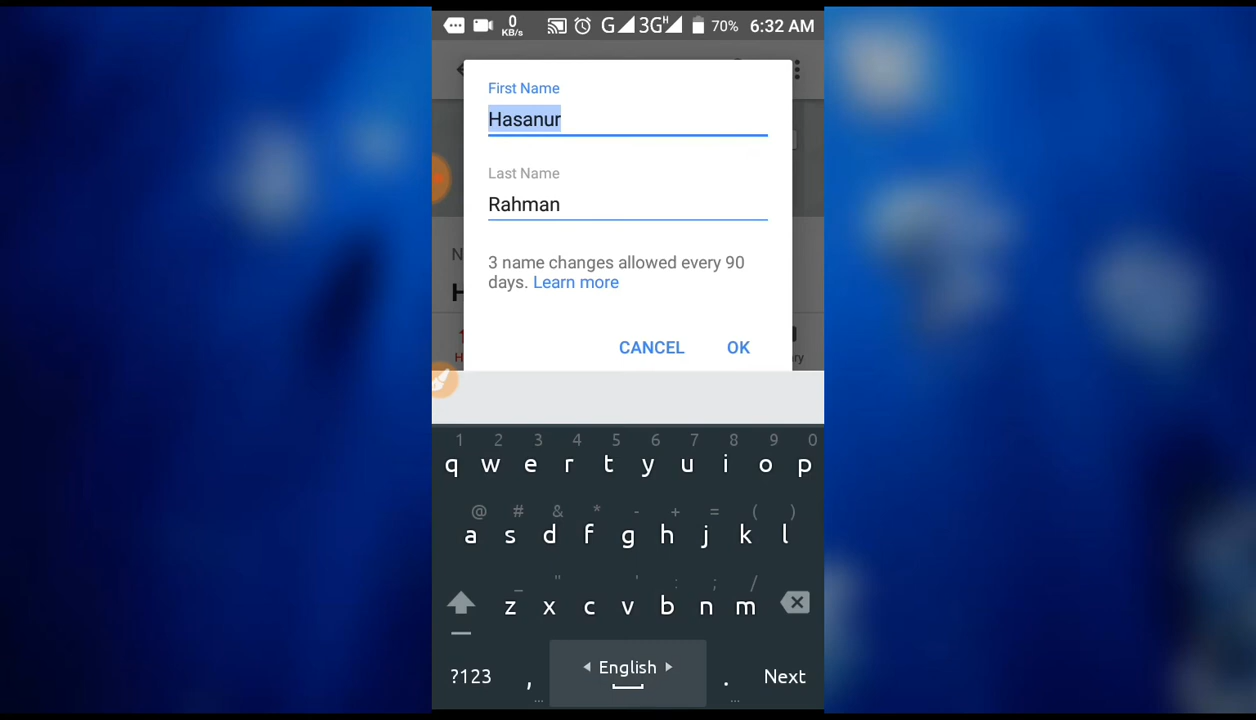 0 KB/s G 3G H 70% 6:32 AM
First Name
Hasanur
Last Name
Rahman
3 name changes allowed every 90
days. Learn more
CANCEL OK
1 2 3 4 5 6 7 8 9 0
q w e r t y u i o p
@ # & * - + = ( )
a s d f g h j k l
_ " ' : ; /
z x c v b n m
?123 , English . Next